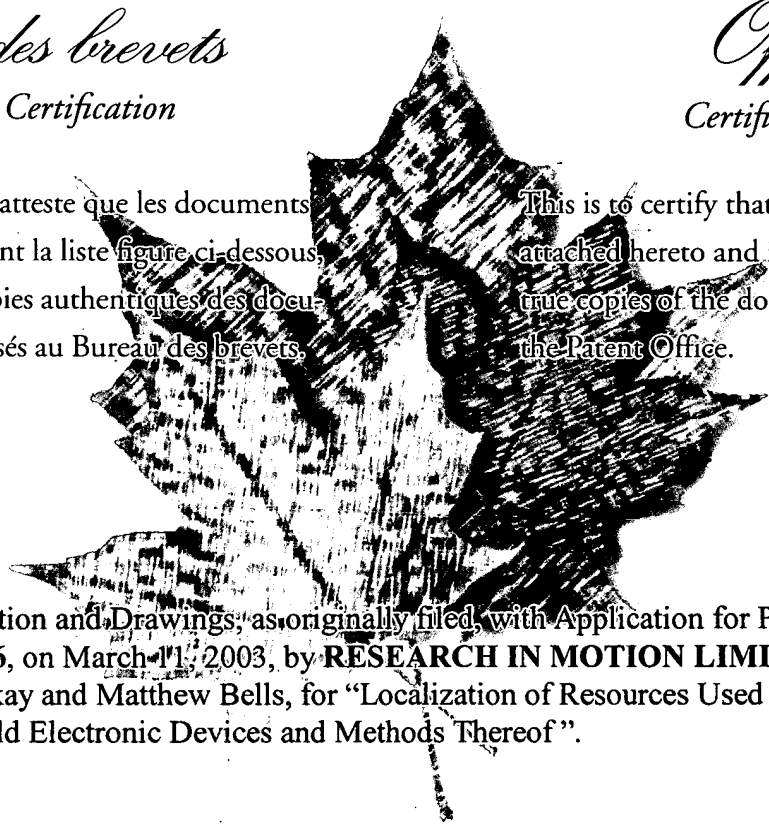 des brevets
Certification
atteste que les documents
nt la liste figure ci-dessous,
pies authentiques des docu-
sés au Bureau des brevets.
Certifi
This is to certify that
attached hereto and i
true copies of the do
the Patent Office.
tion and Drawings, as originally filed, with Application for P
6, on March 11, 2003, by RESEARCH IN MOTION LIMI
kay and Matthew Bells, for “Localization of Resources Used
ld Electronic Devices and Methods Thereof”.